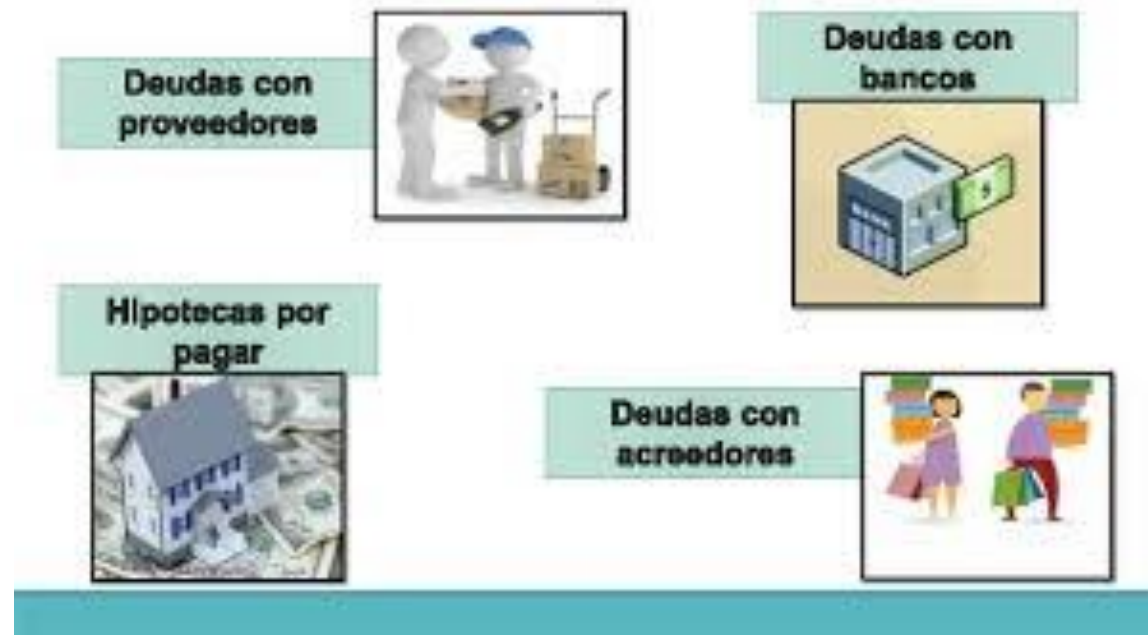 Deudas con
proveedores
Deudas con
bancos
Hipotecas por
pagar
Deudas con
acreedores